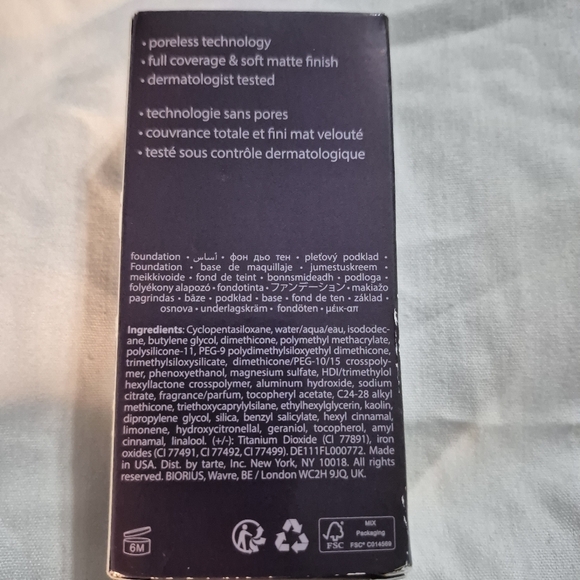 • poreless technology
• full coverage & soft matte finish
• dermatologist tested
• technologie sans pores
• couvrance totale et fini mat velouté
• testé sous contrôle dermatologique
foundation • أساس • фон дьо тен • pleťový podklad •
Foundation • base de maquillaje • jumestuskreem •
meikkivoide • fond de teint • bonnsmideadh • podloga •
folyékony alapozó • fondotinta • ファンデーション • makiažo
pagrindas • bāze • podkład • base • fond de ten • základ •
osnova • underlagskräm • fondöten • μέικ-απ
Ingredients: Cyclopentasiloxane, water/aqua/eau, isododec-
ane, butylene glycol, dimethicone, polymethyl methacrylate,
polysilicone-11, PEG-9 polydimethylsiloxyethyl dimethicone,
trimethylsiloxysilicate, dimethicone/PEG-10/15 crosspoly-
mer, phenoxyethanol, magnesium sulfate, HDI/trimethylol
hexyllactone crosspolymer, aluminum hydroxide, sodium
citrate, fragrance/parfum, tocopheryl acetate, C24-28 alkyl
methicone, triethoxycaprylylsilane, ethylhexylglycerin, kaolin,
dipropylene glycol, silica, benzyl salicylate, hexyl cinnamal,
limonene, hydroxycitronellal, geraniol, tocopherol, amyl
cinnamal, linalool. (+/-): Titanium Dioxide (CI 77891), iron
oxides (CI 77491, CI 77492, CI 77499). DE111FL000772. Made
in USA. Dist. by tarte, Inc. New York, NY 10018. All rights
reserved. BIORIUS, Wavre, BE / London WC2H 9JQ, UK.
6M
FSC
MIX
Packaging
FSC® C014569